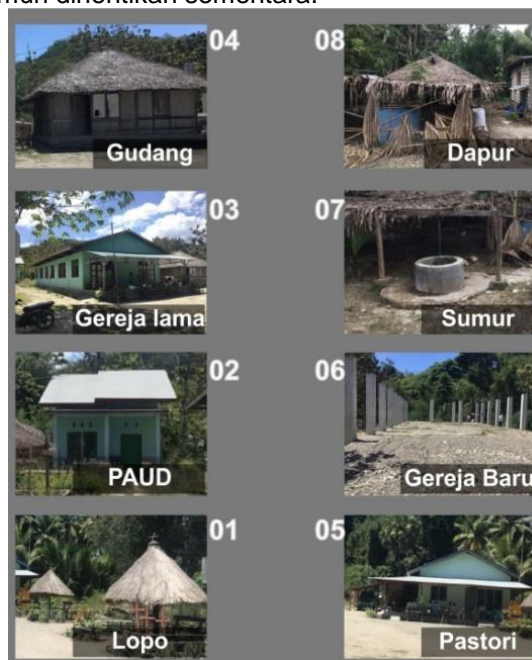 04
08
Gudang
Dapur
03
07
Gereja lama
Sumur
02
06
PAUD
Gereja Baru
01
05
Lopo
Pastori